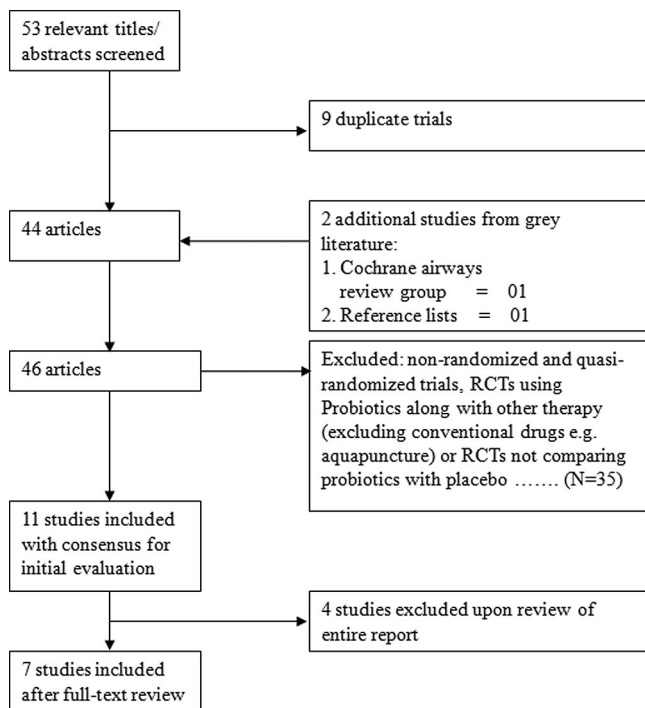 53 relevant titles/
abstracts screened
9 duplicate trials
44 articles
2 additional studies from grey
literature:
1. Cochrane airways
review group = 01
2. Reference lists = 01
46 articles
Excluded: non-randomized and quasi-
randomized trials, RCTs using
Probiotics along with other therapy
(excluding conventional drugs e.g.
aquapuncture) or RCTs not comparing
probiotics with placebo ....... (N=35)
11 studies included
with consensus for
initial evaluation
4 studies excluded upon review of
entire report
7 studies included
after full-text review